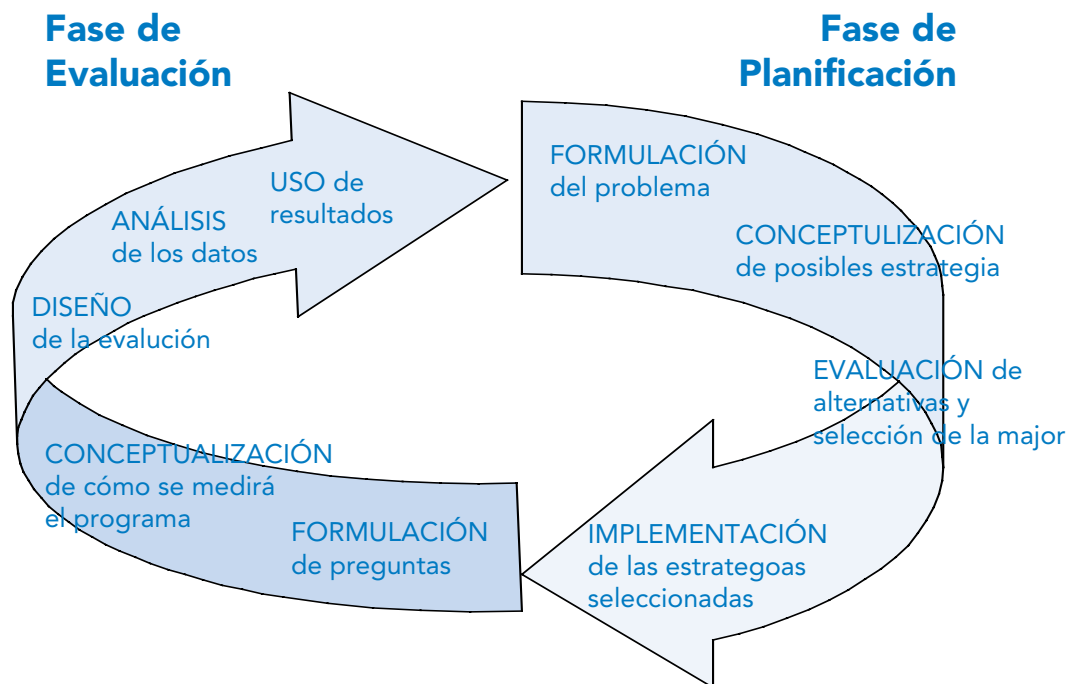 Fase de
Evaluación
Fase de
Planificación
FORMULACIÓN
del problema
CONCEPTULIZACIÓN
de posibles estrategia
EVALUACIÓN de
alternativas y
selección de la major
IMPLEMENTACIÓN
de las estrategoas
seleccionadas
FORMULACIÓN
de preguntas
CONCEPTUALIZACIÓN
de cómo se medirá
el programa
DISEÑO
de la evalución
ANÁLISIS
de los datos
USO de
resultados